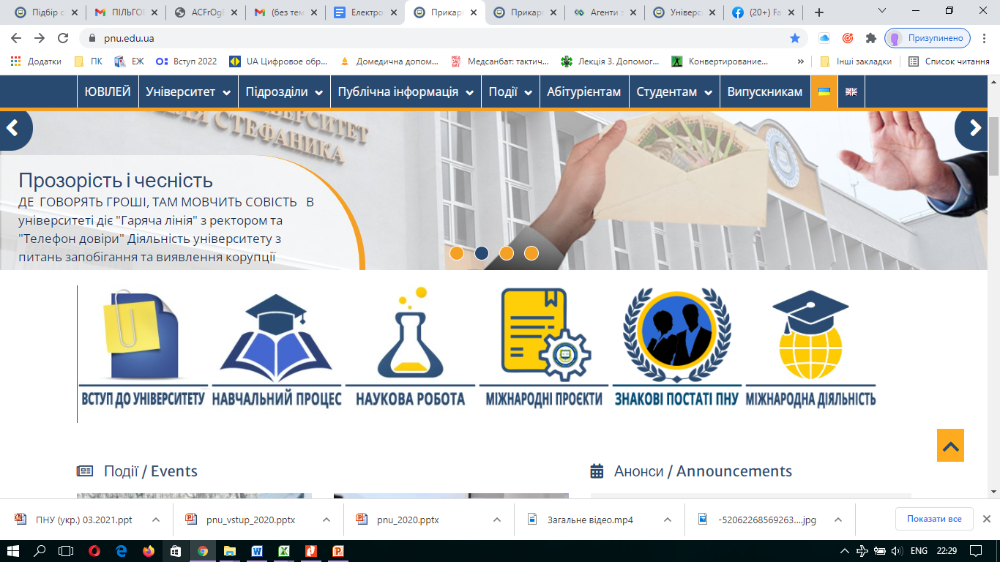 Підбір с
ПІЛЬГО
ACFrOgE
(без тем
Електро
Прикар
Прикар
Агенти з
Універс
(20+) Fa
pnu.edu.ua
Призупинено
Додатки
ПК
ЕЖ
Вступ 2022
UA Цифровое обр...
Домедична допом...
Медсанбат: тактич...
Лекція 3. Допомог...
Конвертирование...
»
Інші закладки
Список читання
ЮВІЛЕЙ
Університет
Підрозділи
Публічна інформація
Події
Абітурієнтам
Студентам
Випускникам
СТЕФАНИКА
Прозорість і чесність
ДЕ ГОВОРЯТЬ ГРОШІ, ТАМ МОВЧИТЬ СОВІСТЬ В
університеті діє "Гаряча лінія" з ректором та
"Телефон довіри" Діяльність університету з
питань запобігання та виявлення корупції
ВСТУП ДО УНІВЕРСИТЕТУ
НАВЧАЛЬНИЙ ПРОЦЕС
НАУКОВА РОБОТА
МІЖНАРОДНІ ПРОЄКТИ
ЗНАКОВІ ПОСТАТІ ПНУ
МІЖНАРОДНА ДІЯЛЬНІСТЬ
Події / Events
Анонси / Announcements
ПНУ (укр.) 03.2021.ppt
pnu_vstup_2020.pptx
pnu_2020.pptx
Загальне відео.mp4
-52062268569263....jpg
Показати все
ENG
22:29